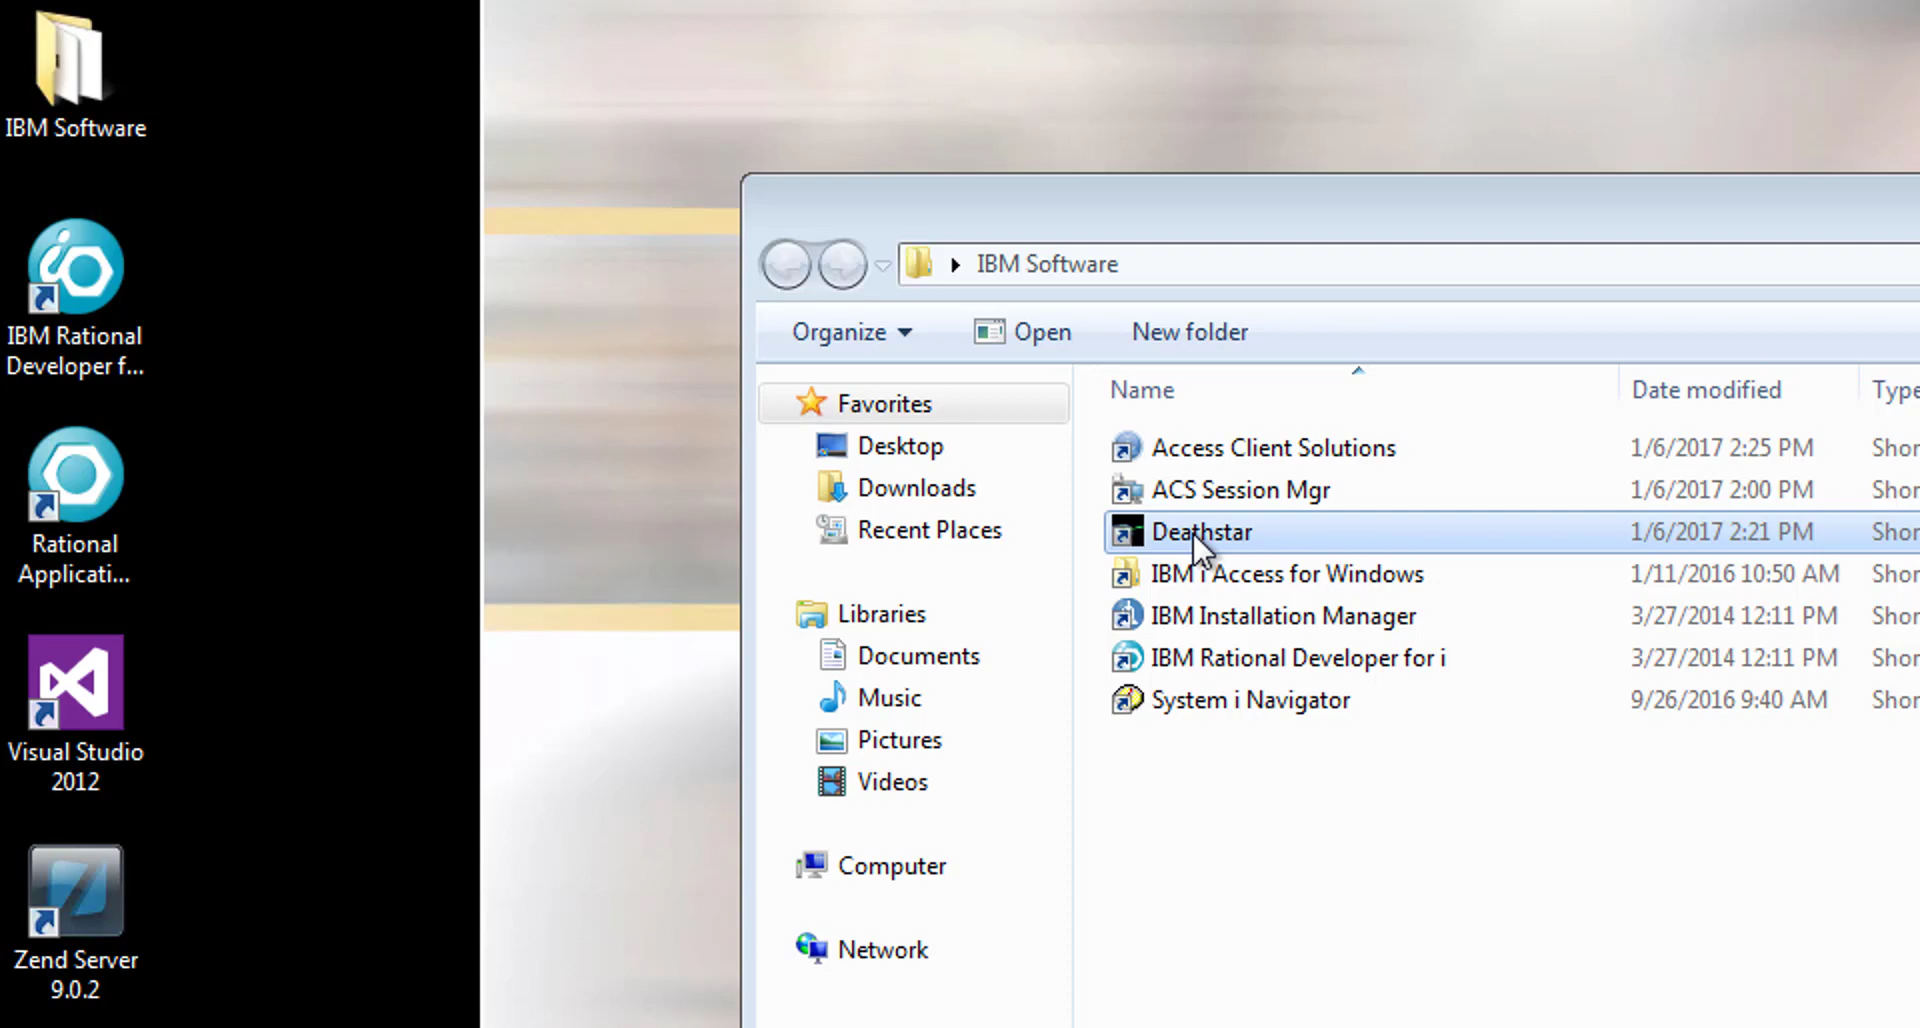 IBM Software
IBM Rational
Developer f...
Rational
Applicati...
Visual Studio
2012
Zend Server
9.0.2
IBM Software
Organize
Open
New folder
Favorites
Desktop
Downloads
Recent Places
Libraries
Documents
Music
Pictures
Videos
Computer
Network
Name Date modified Type
Access Client Solutions 1/6/2017 2:25 PM Shor
ACS Session Mgr 1/6/2017 2:00 PM Shor
Deathstar 1/6/2017 2:21 PM Shor
IBM i Access for Windows 1/11/2016 10:50 AM Shor
IBM Installation Manager 3/27/2014 12:11 PM Shor
IBM Rational Developer for i 3/27/2014 12:11 PM Shor
System i Navigator 9/26/2016 9:40 AM Shor